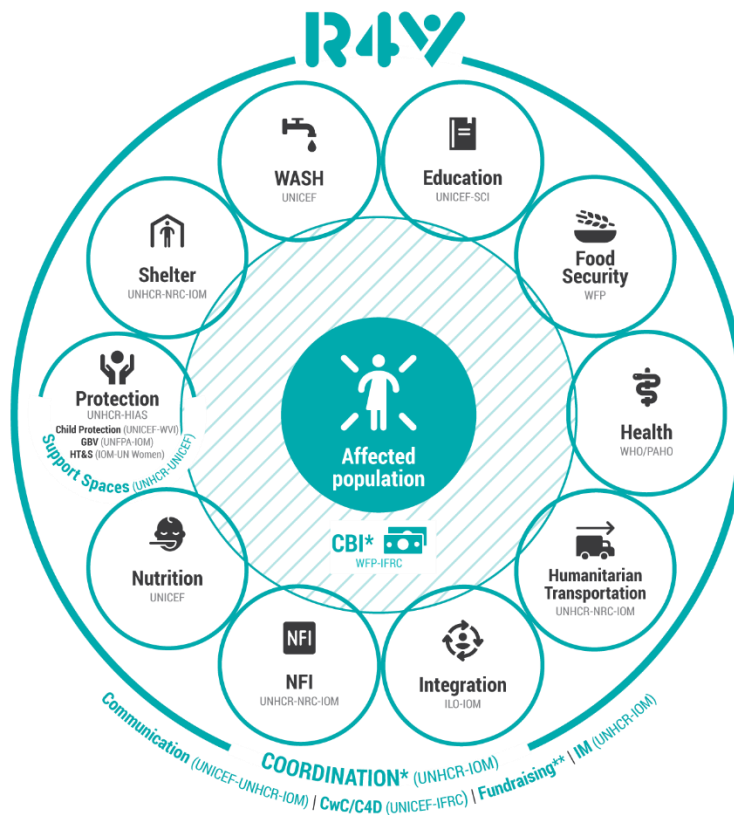 R4V
WASH
UNICEF
Education
UNICEF-SCI
Shelter
UNHCR-NRC-IOM
Food
Security
WFP
Protection
UNHCR-HIAS
Child Protection (UNICEF-WVI)
GBV (UNFPA-IOM)
HT&S (IOM-UN Women)
Support Spaces (UNHCR-UNICEF)
Affected
population
Health
WHO/PAHO
CBI*
WFP-IFRC
Nutrition
UNICEF
Humanitarian
Transportation
UNHCR-NRC-IOM
NFI
NFI
UNHCR-NRC-IOM
Integration
ILO-IOM
COORDINATION* (UNHCR-IOM)
Communication (UNICEF-UNHCR-IOM) | CwC/C4D (UNICEF-IFRC) | Fundraising** | IM (UNHCR-IOM)